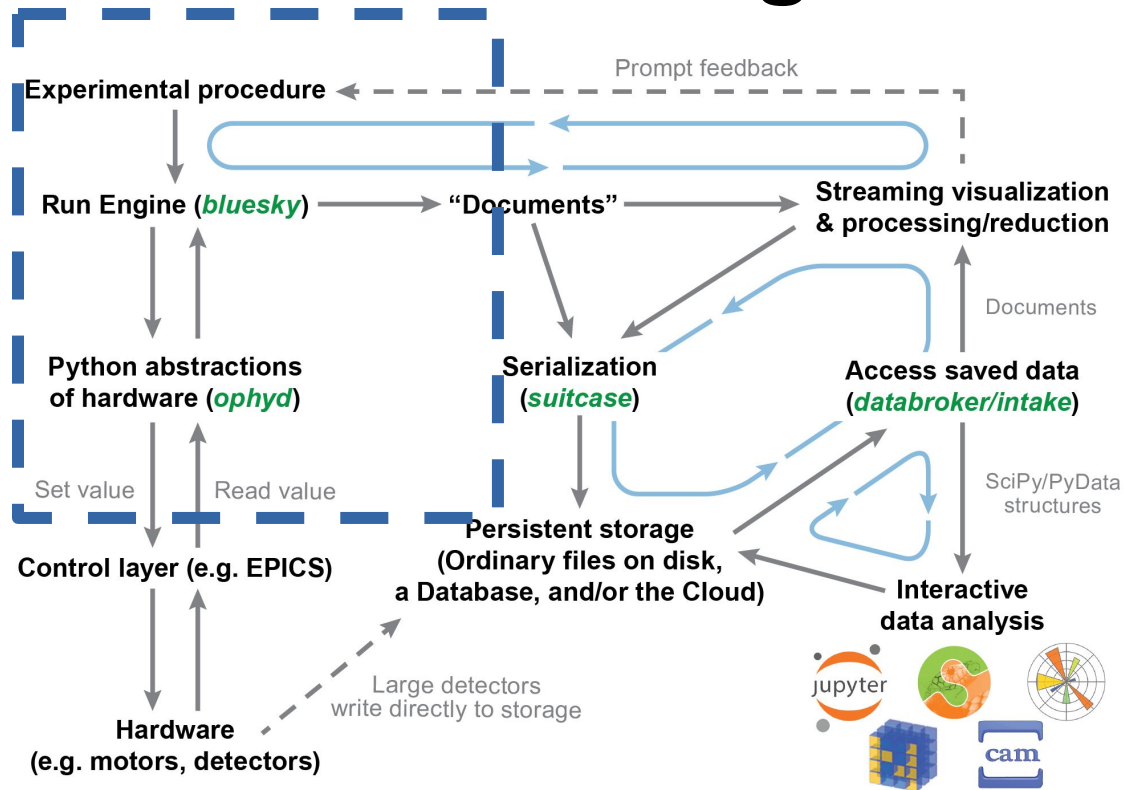 Prompt feedback
Experimental procedure
Run Engine (bluesky)
“Documents”
Streaming visualization
& processing/reduction
Documents
Python abstractions
of hardware (ophyd)
Serialization
(suitcase)
Access saved data
(databroker/intake)
Set value
Read value
SciPy/PyData
structures
Persistent storage
(Ordinary files on disk,
a Database, and/or the Cloud)
Control layer (e.g. EPICS)
Interactive
data analysis
Large detectors
write directly to storage
Hardware
(e.g. motors, detectors)
jupyter
cam